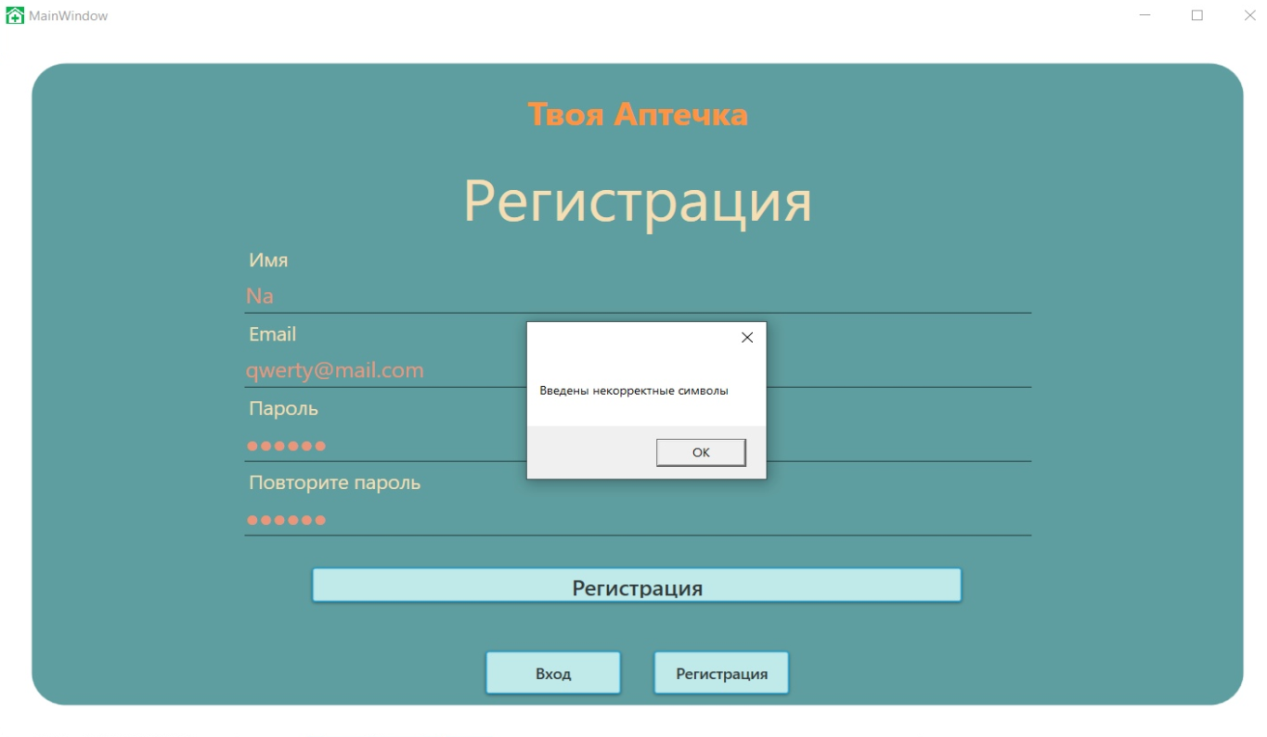 MainWindow
Твоя Аптечка
Регистрация
Имя
Na
Email
qwerty@mail.com
Введены некорректные символы
Пароль
●●●●●●
OK
Повторите пароль
●●●●●●
Регистрация
Вход
Регистрация